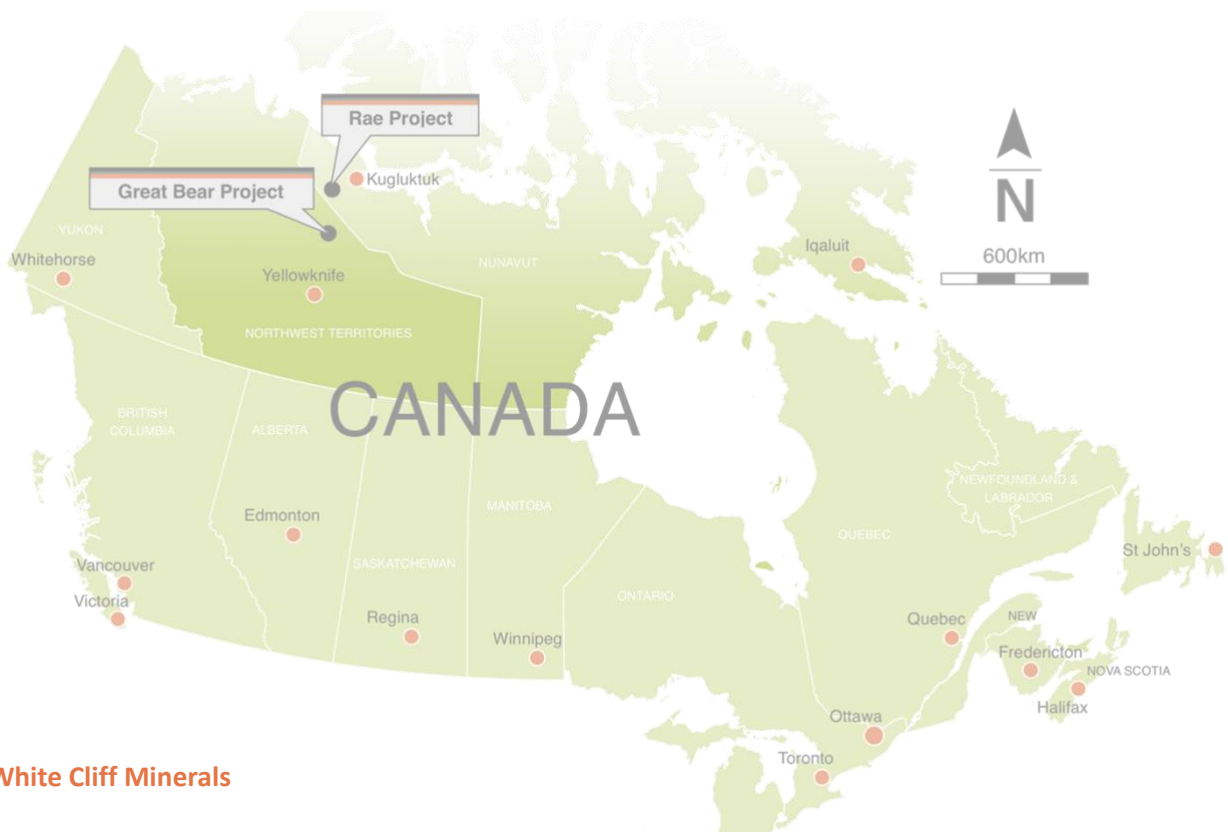 Rae Project
Kugluktuk
Great Bear Project
YUKON
Whitehorse
Yellowknife
NUNAVUT
Iqaluit
N
600km
NORTHWEST TERRITORIES
CANADA
BRITISH
COLUMBIA
ALBERTA
SASKATCHEWAN
MANITOBA
ONTARIO
QUEBEC
NEWFOUNDLAND &
LABRADOR
Edmonton
Vancouver
Victoria
Regina
Winnipeg
St John's
Quebec
NEW
Fredericton
NOVA SCOTIA
Halifax
Ottawa
Toronto
White Cliff Minerals